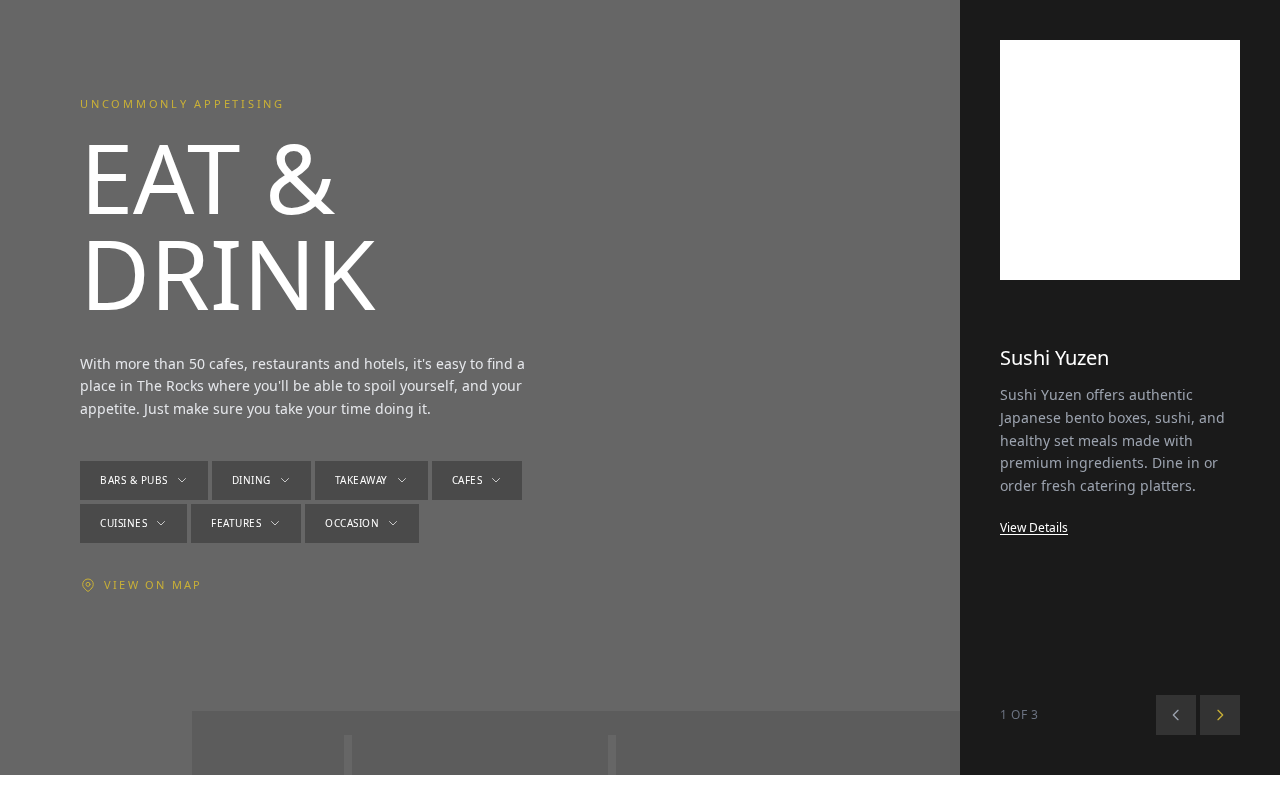 UNCOMMONLY APPETISING
EAT &
DRINK
With more than 50 cafes, restaurants and hotels, it's easy to find a
place in The Rocks where you'll be able to spoil yourself, and your
appetite. Just make sure you take your time doing it.
BARS & PUBS
DINING
TAKEAWAY
CAFES
CUISINES
FEATURES
OCCASION
VIEW ON MAP
Sushi Yuzen
Sushi Yuzen offers authentic
Japanese bento boxes, sushi, and
healthy set meals made with
premium ingredients. Dine in or
order fresh catering platters.
View Details
1 OF 3